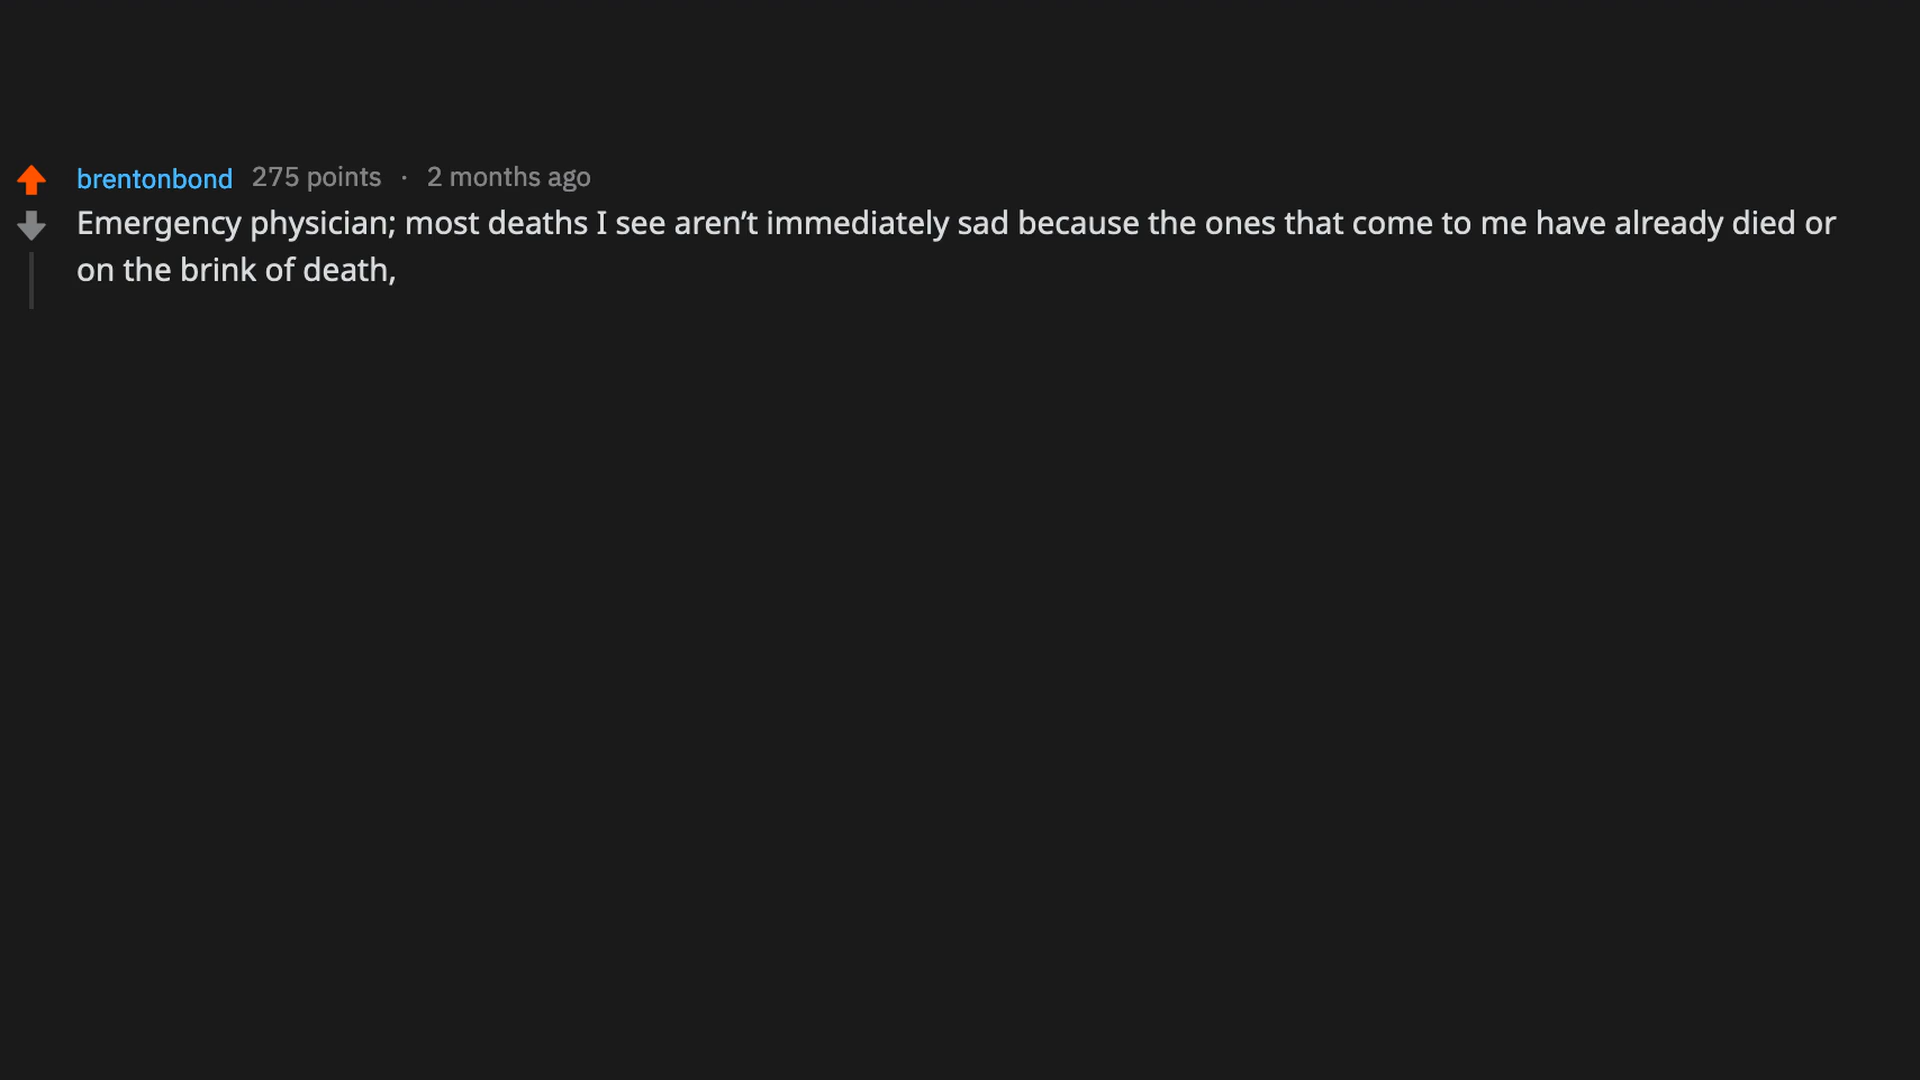 brentonbond 275 points · 2 months ago
Emergency physician; most deaths I see aren’t immediately sad because the ones that come to me have already died or
on the brink of death,